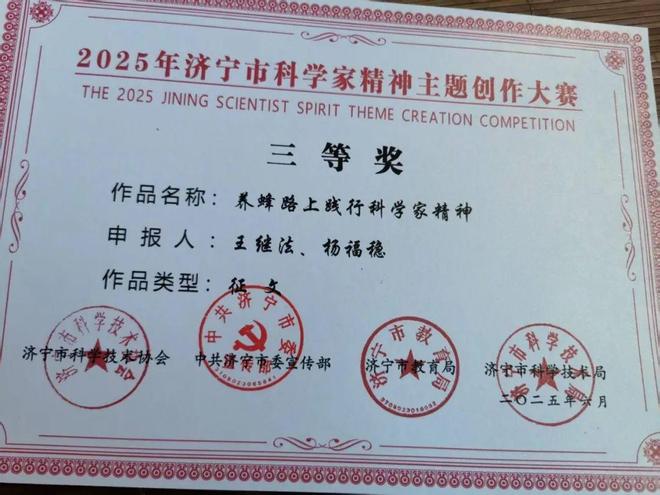 2025年济宁市科学家精神主题创作大赛
THE 2025 JINING SCIENTIST SPIRIT THEME CREATION COMPETITION
三等奖
作品名称：养蜂路上践行科学家精神
申报人：王继法、杨福稳
作品类型：征文
济宁市科学技术协会 中共济宁市委宣传部 济宁市教育局 济宁市科学技术局
二〇二五年六月